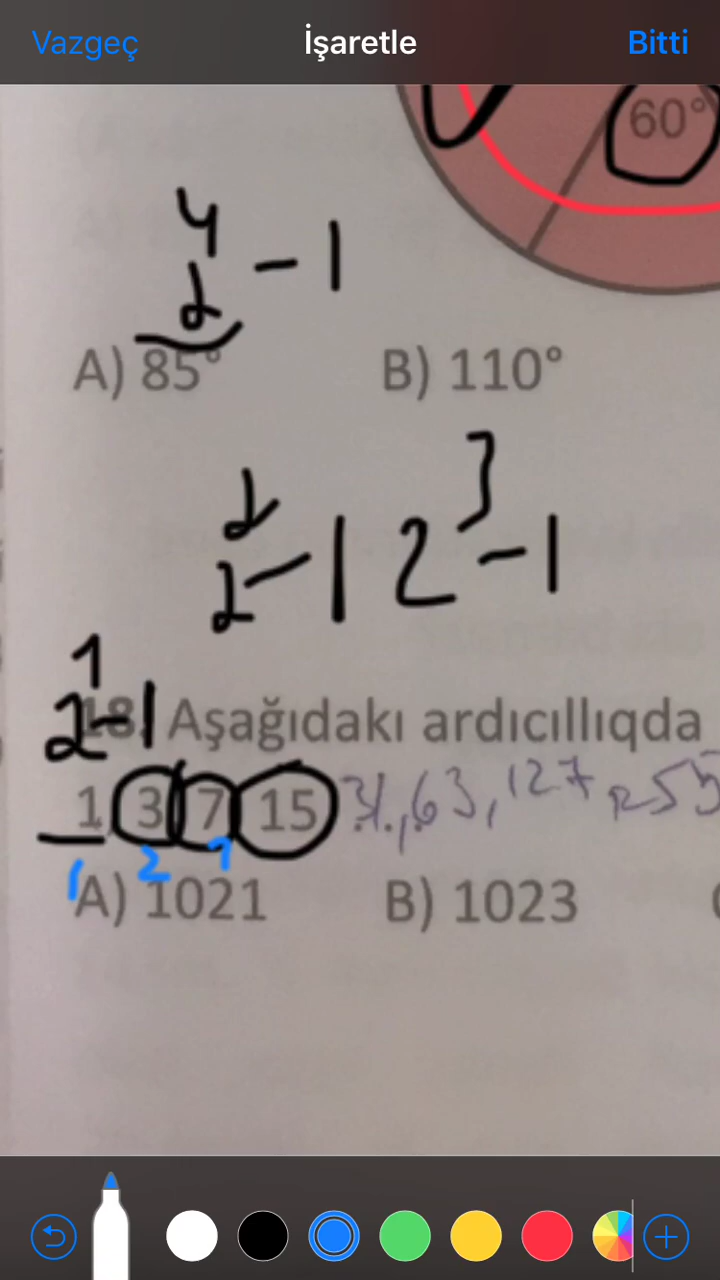 Vazgeç İşaretle Bitti
60°
2⁴ - 1
A) 85° B) 110°
2² - 1 2³ - 1
2¹ - 1
18. Aşağıdakı ardıcıllıqda
1, 3, 7, 15 31, 63, 127, 255
1 2
A) 1021 B) 1023